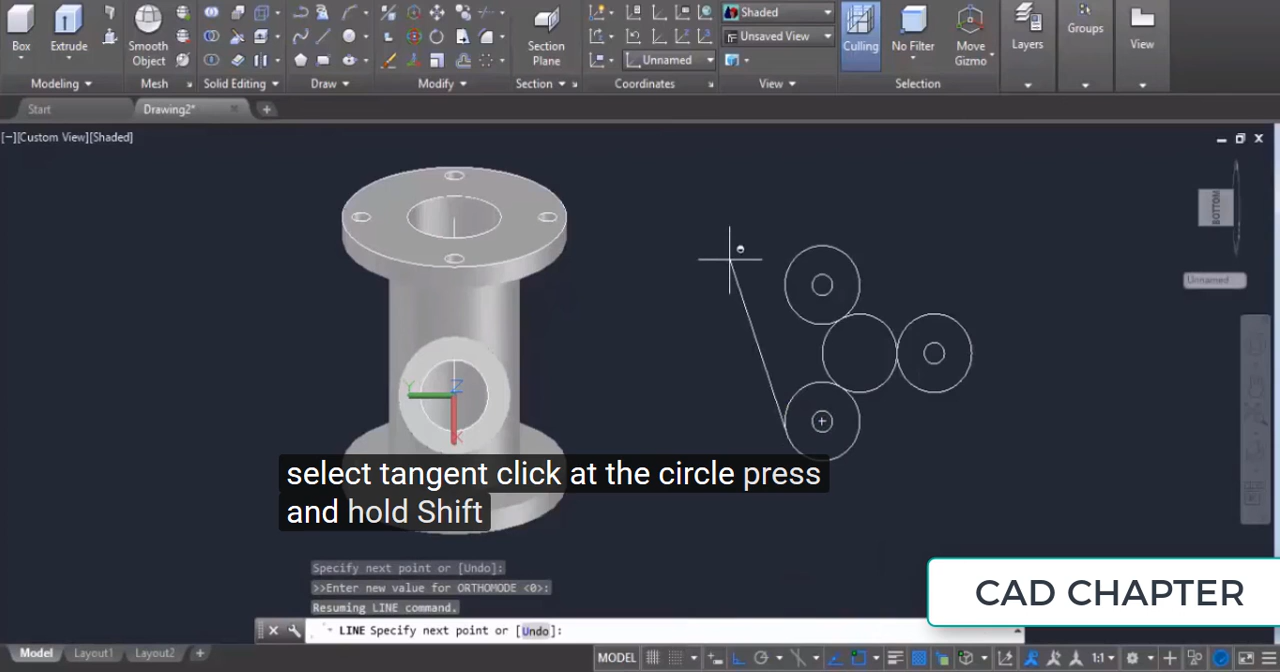 Box
Extrude
Smooth
Object
Section
Plane
Shaded
Unsaved View
Unnamed
Culling
No Filter
Move
Gizmo
Layers
Groups
View
Modeling
Mesh
Solid Editing
Draw
Modify
Section
Coordinates
View
Selection
Start
Drawing2*
[−][Custom View][Shaded]
BOTTOM
Unnamed
Y
Z
X
select tangent click at the circle press
and hold Shift
Specify next point or [Undo]:
>>Enter new value for ORTHOMODE <0>:
Resuming LINE command.
LINE Specify next point or [Undo]:
CAD CHAPTER
Model
Layout1
Layout2
MODEL
1:1